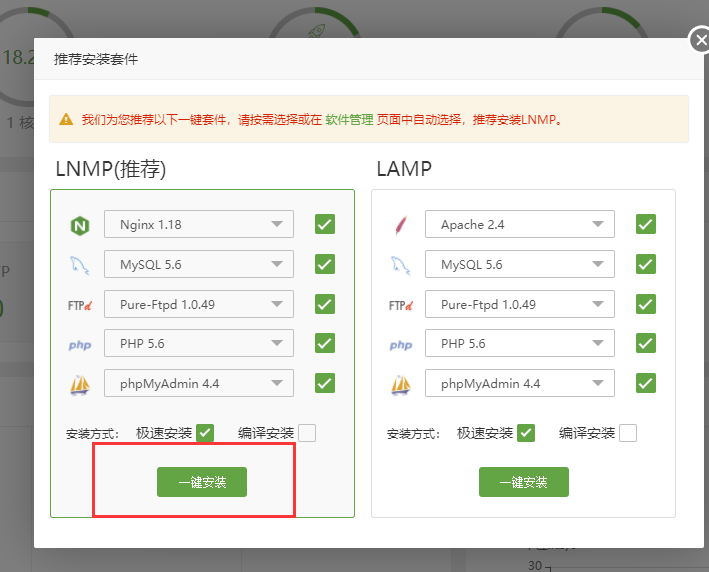 18.2
1 核
推荐安装套件
我们为您推荐以下一键套件，请按需选择或在 软件管理 页面中自动选择，推荐安装LNMP。
LNMP(推荐)
Nginx 1.18
MySQL 5.6
FTPd Pure-Ftpd 1.0.49
php PHP 5.6
phpMyAdmin 4.4
安装方式： 极速安装 编译安装
一键安装
LAMP
Apache 2.4
MySQL 5.6
FTPd Pure-Ftpd 1.0.49
php PHP 5.6
phpMyAdmin 4.4
安装方式： 极速安装 编译安装
一键安装
30